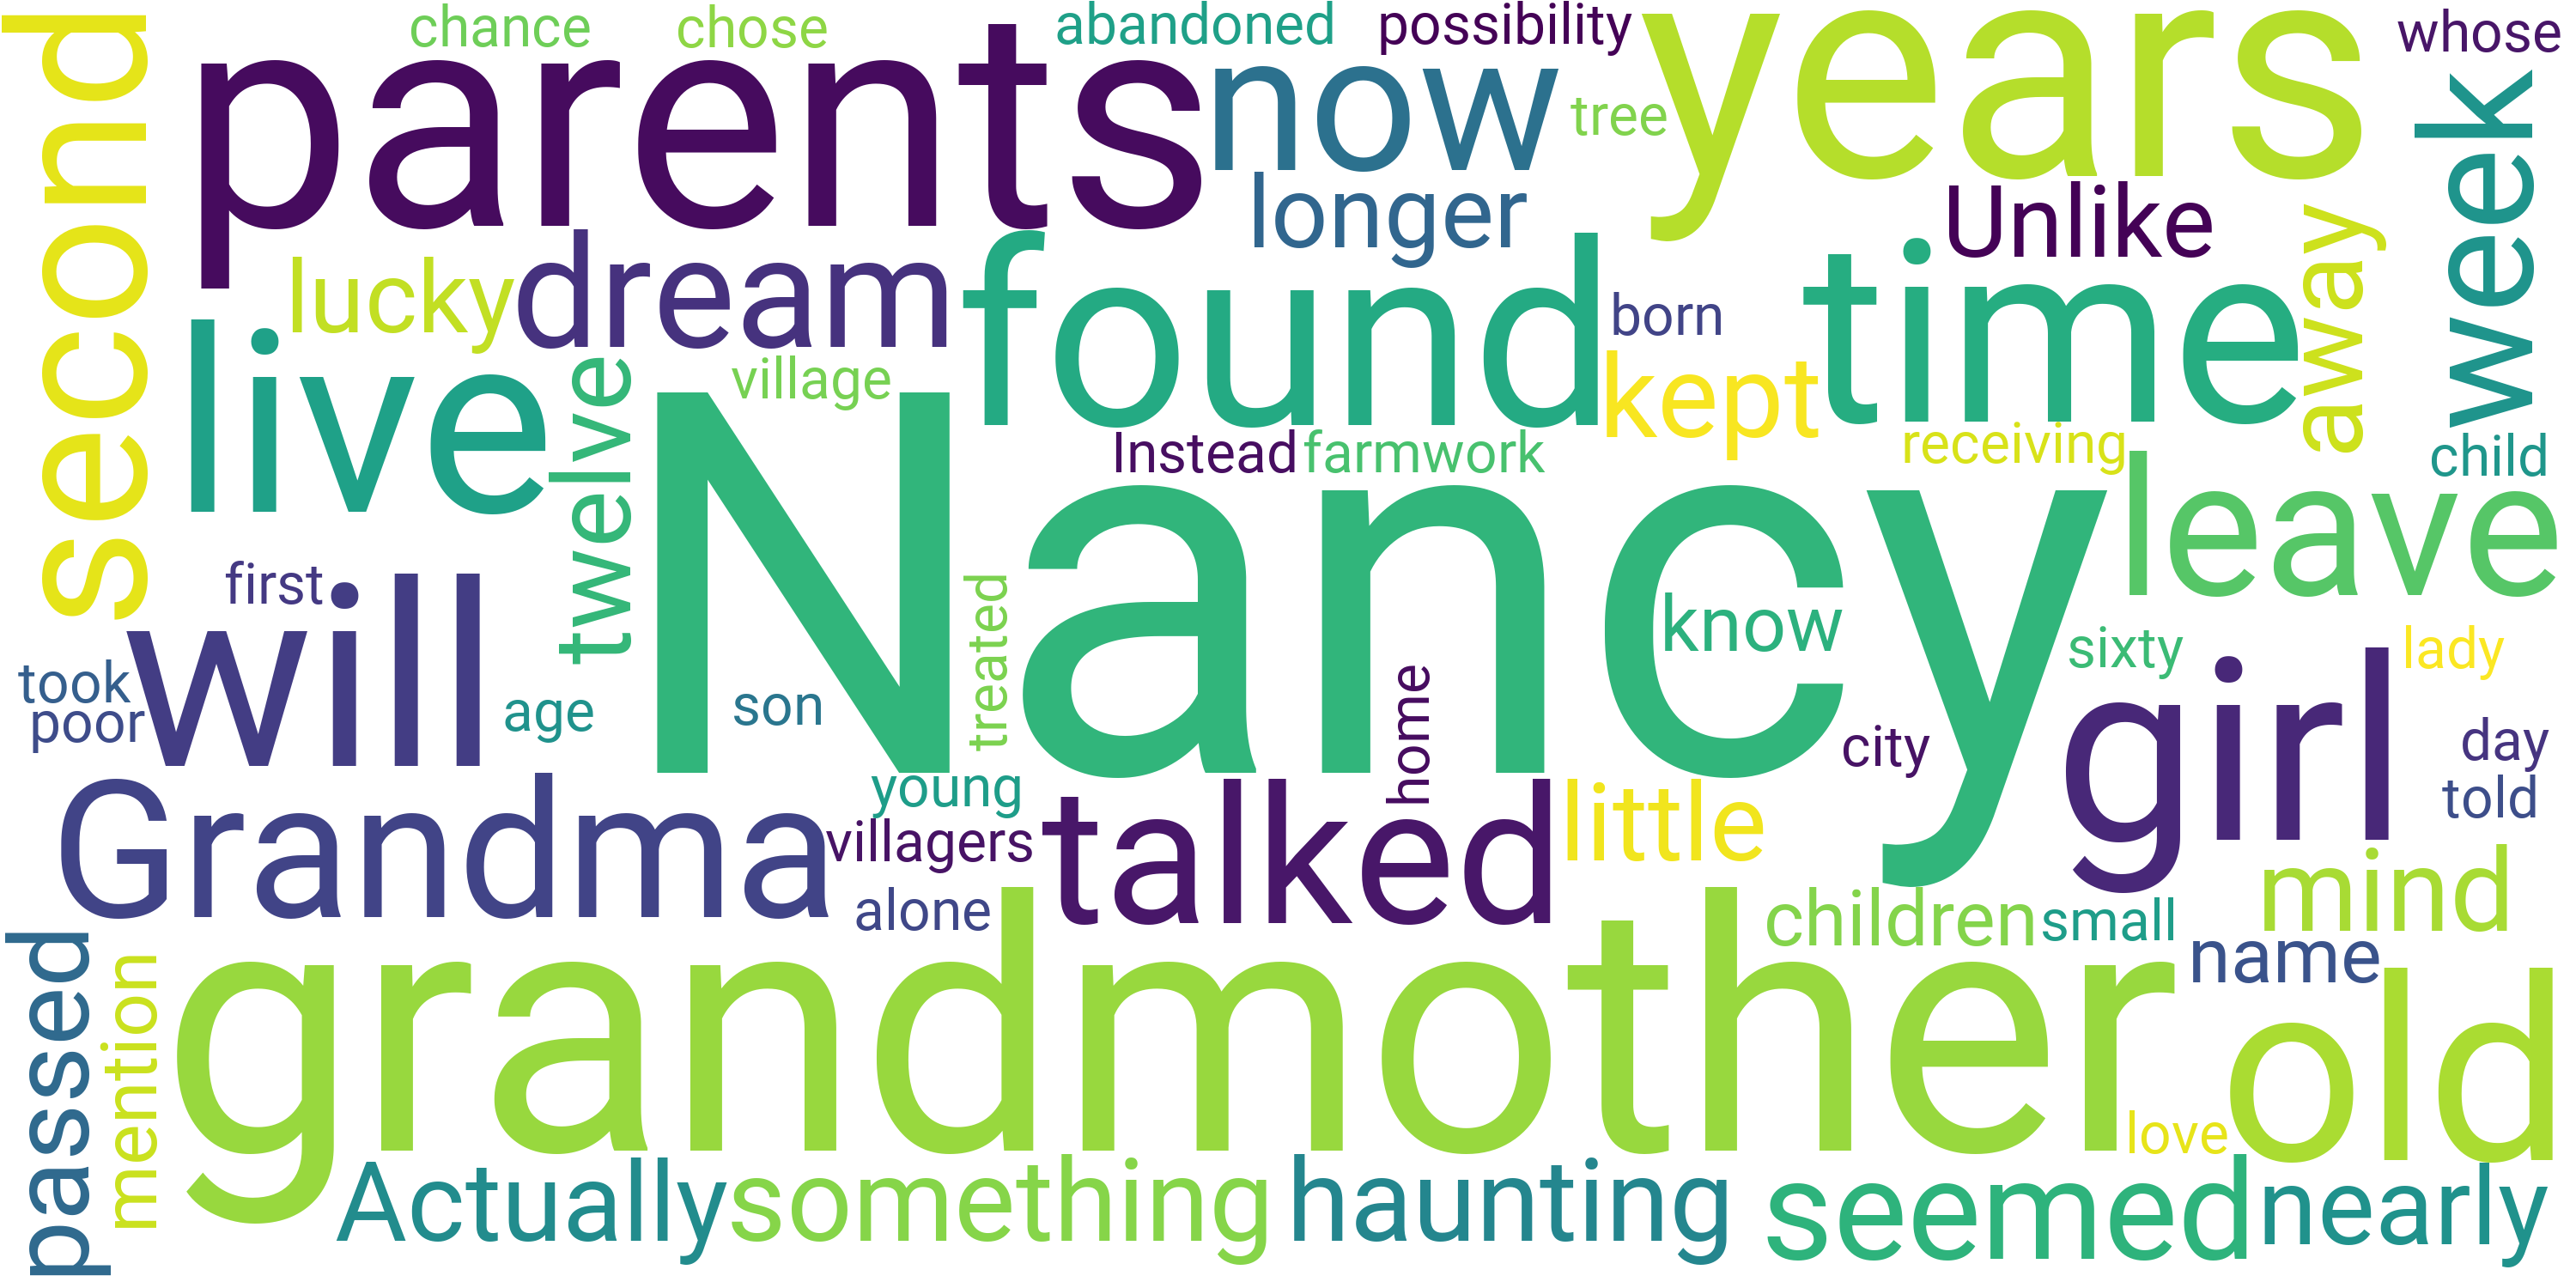 chance
chose
abandoned
possibility
whose
second
parents
now
years
tree
week
longer
Unlike
lucky
dream
found
time
away
born
live
village
kept
twelve
Nancy
Instead
farmwork
receiving
child
leave
first
will
treated
know
sixty
lady
took
poor
age
son
home
city
girl
day
told
young
Grandma
villagers
talked
little
mind
alone
children
small
name
passed
mention
grandmother
old
love
Actually
something
haunting
seemed
nearly